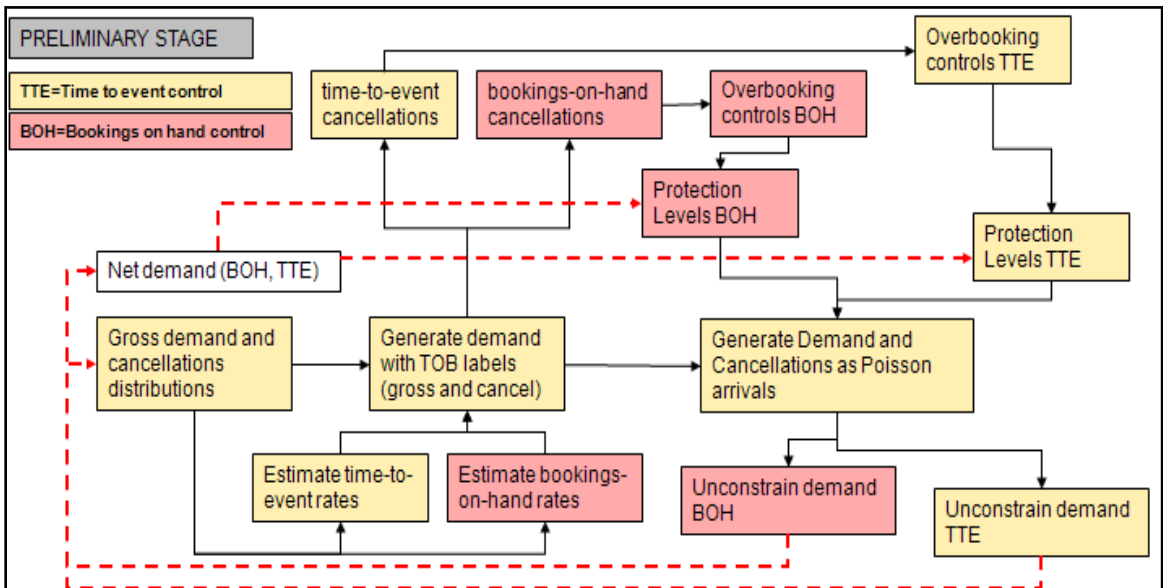 PRELIMINARY STAGE
TTE=Time to event control
BOH=Bookings on hand control
time-to-event
cancellations
bookings-on-hand
cancellations
Overbooking
controls BOH
Overbooking
controls TTE
Protection
Levels BOH
Protection
Levels TTE
Net demand (BOH, TTE)
Gross demand and
cancellations
distributions
Generate demand
with TOB labels
(gross and cancel)
Generate Demand and
Cancellations as Poisson
arrivals
Estimate time-to-
event rates
Estimate bookings-
on-hand rates
Unconstrain demand
BOH
Unconstrain demand
TTE